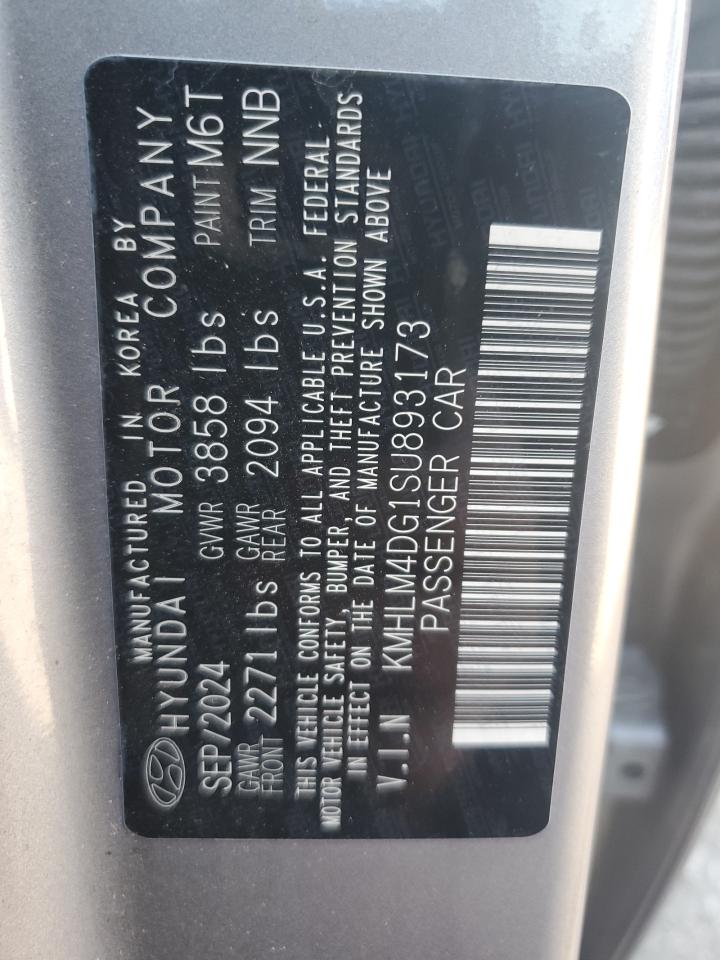 MANUFACTURED IN KOREA BY
HYUNDAI MOTOR COMPANY
SEP/2024 GVWR 3858 lbs PAINT M6T
GAWR FRONT 2271 lbs GAWR REAR 2094 lbs TRIM NNB
THIS VEHICLE CONFORMS TO ALL APPLICABLE U.S.A. FEDERAL
MOTOR VEHICLE SAFETY, BUMPER, AND THEFT PREVENTION STANDARDS
IN EFFECT ON THE DATE OF MANUFACTURE SHOWN ABOVE
V.I.N KMHLM4DG1SU893173
PASSENGER CAR